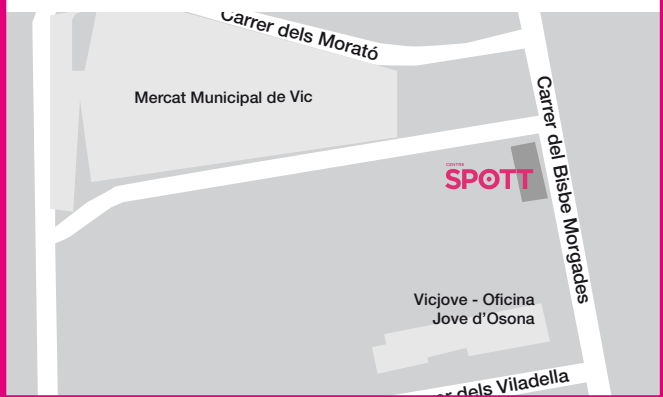 Carrer dels Morató
Mercat Municipal de Vic
Carrer del Bisbe Morgades
CENTRE
SPOTT
Vicjove - Oficina
Jove d’Osona
dels Viladella